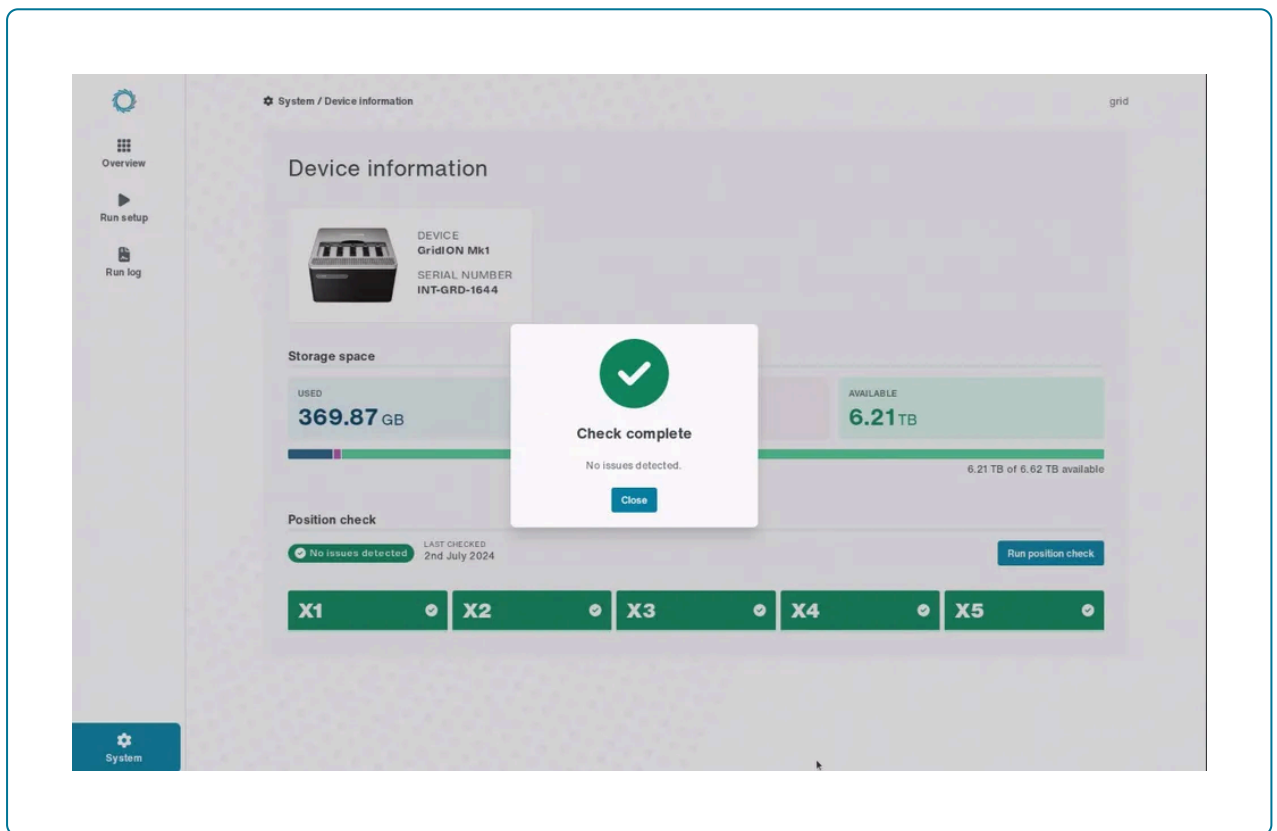 System / Device information
grid
Overview
Run setup
Run log
Device information
DEVICE
GridION Mk1
SERIAL NUMBER
INT-GRD-1644
Storage space
USED
369.87 GB
AVAILABLE
6.21 TB
6.21 TB of 6.62 TB available
Check complete
No issues detected.
Close
Position check
No issues detected
LAST CHECKED
2nd July 2024
Run position check
X1
X2
X3
X4
X5
System